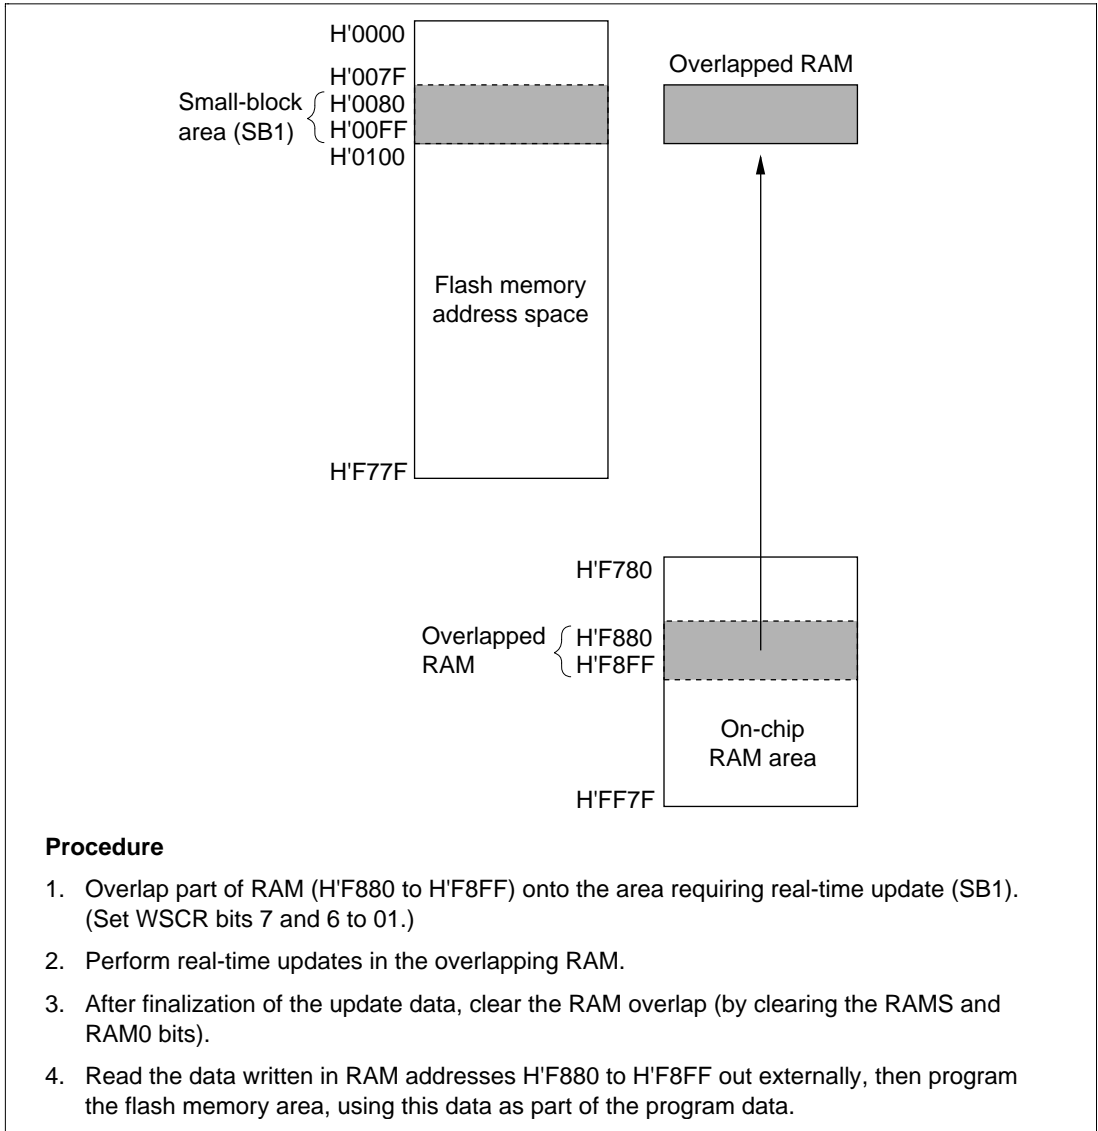 H'0000
H'007F
Small-block
area (SB1)
H'0080
H'00FF
H'0100
Overlapped RAM
Flash memory
address space
H'F77F
H'F780
Overlapped
RAM
H'F880
H'F8FF
On-chip
RAM area
H'FF7F
Procedure
1. Overlap part of RAM (H'F880 to H'F8FF) onto the area requiring real-time update (SB1).
(Set WSCR bits 7 and 6 to 01.)
2. Perform real-time updates in the overlapping RAM.
3. After finalization of the update data, clear the RAM overlap (by clearing the RAMS and
RAM0 bits).
4. Read the data written in RAM addresses H'F880 to H'F8FF out externally, then program
the flash memory area, using this data as part of the program data.